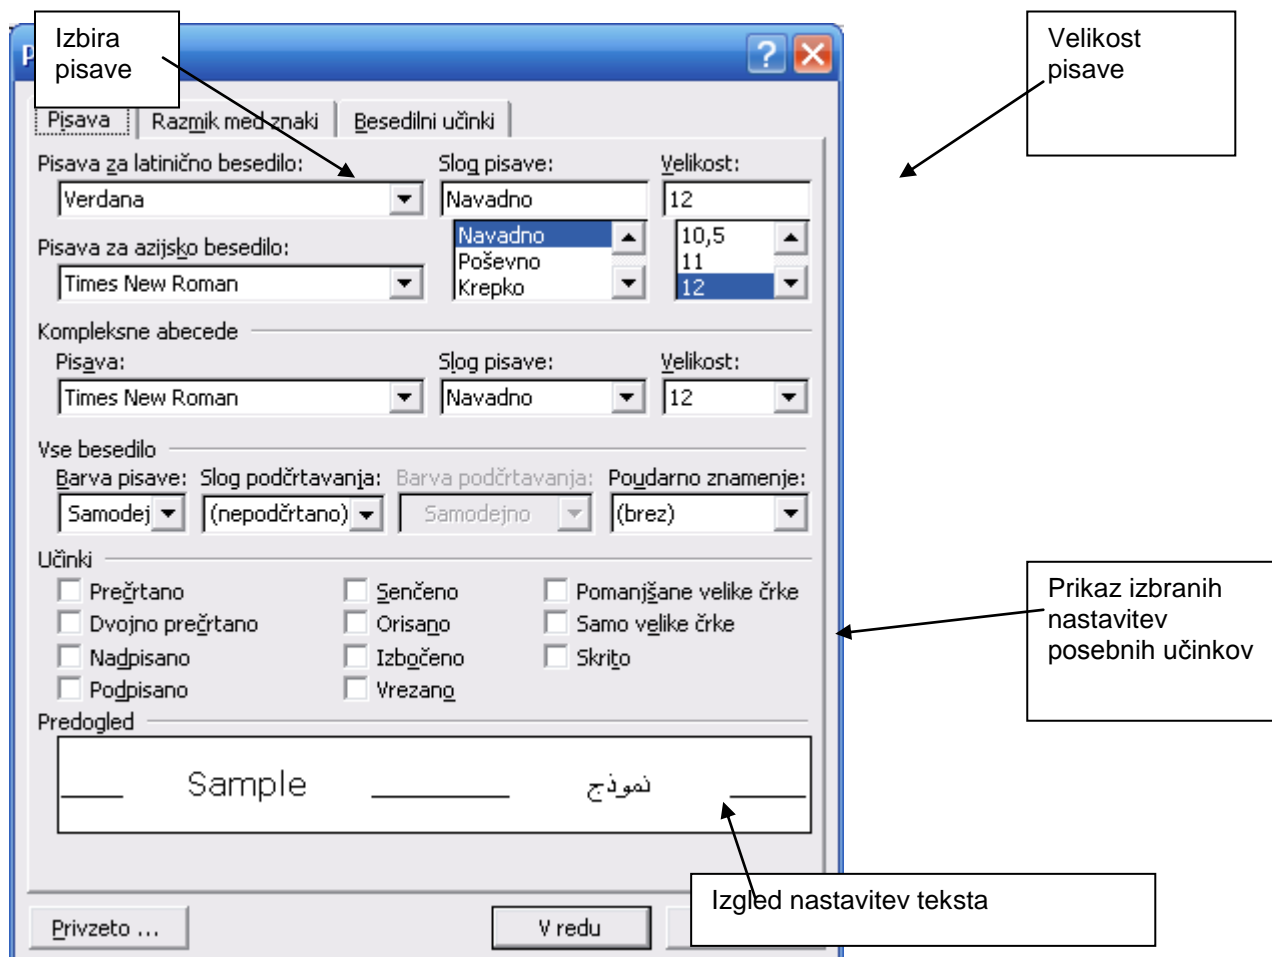 Izbira
pisave
P
Velikost
pisave
Pisava
Razmik med znaki
Besedilni učinki
Pisava za latinično besedilo:
Slog pisave:
Velikost:
Verdana
Navadno
12
Pisava za azijsko besedilo:
Navadno
Poševno
Krepko
10,5
11
12
Times New Roman
Kompleksne abecede
Pisava:
Slog pisave:
Velikost:
Times New Roman
Navadno
12
Vse besedilo
Barva pisave:
Slog podčrtavanja:
Barva podčrtavanja:
Poudarno znamenje:
Samodej
(nepodčrtano)
Samodejno
(brez)
Učinki
Prečrtano
Senčeno
Pomanjšane velike črke
Dvojno prečrtano
Orisano
Samo velike črke
Nadpisano
Izbočeno
Skrito
Podpisano
Vrezano
Prikaz izbranih
nastavitev
posebnih učinkov
Predogled
Sample
نموذج
Izgled nastavitev teksta
Privzeto ...
V redu